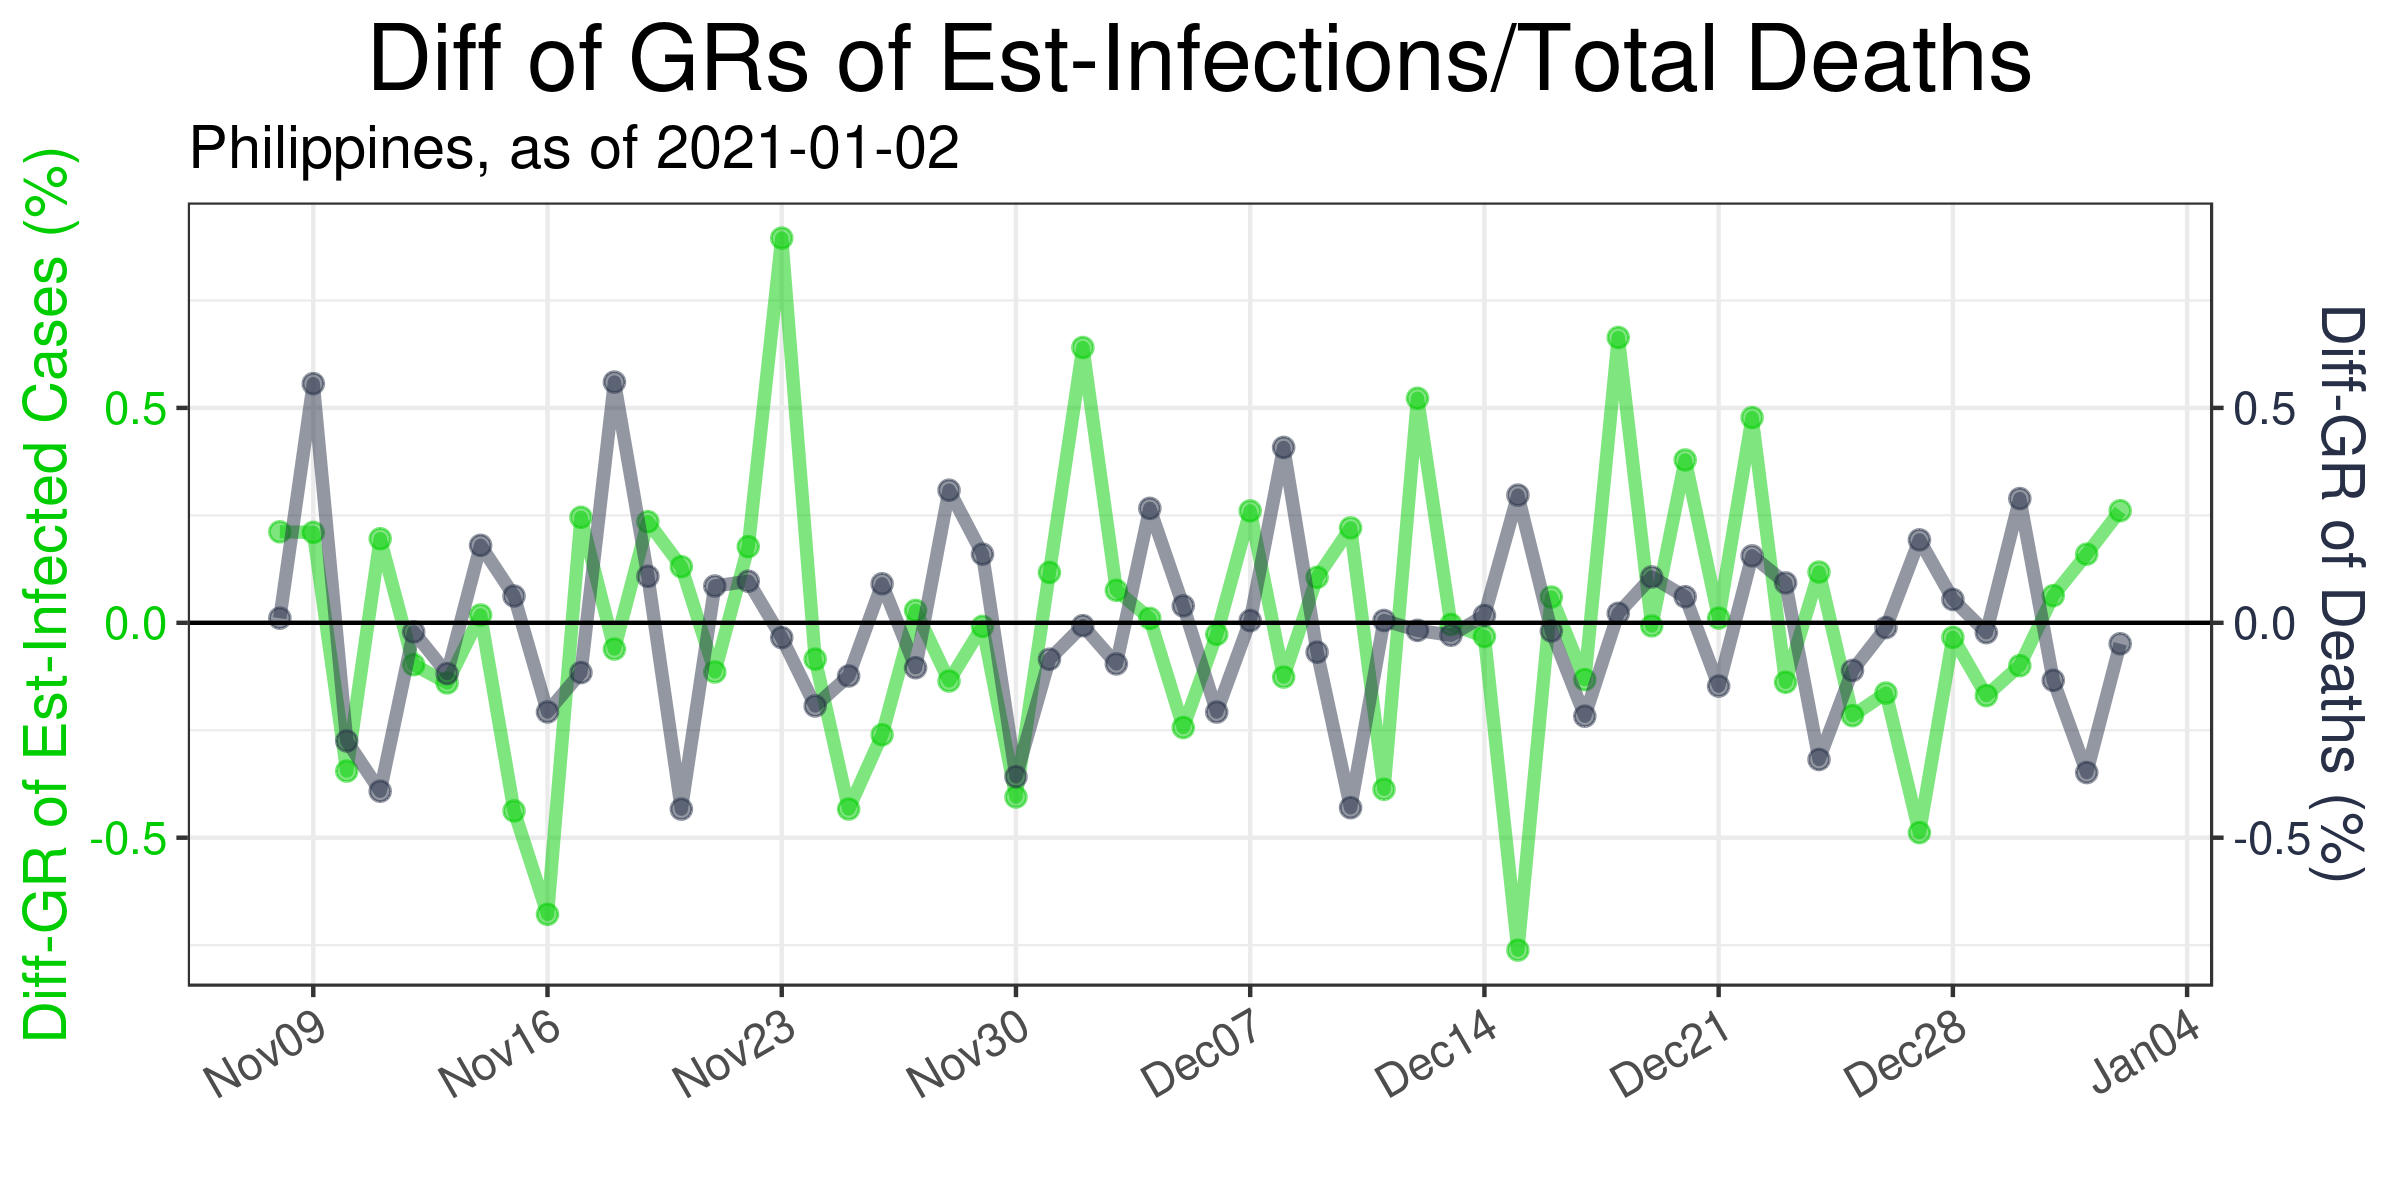 Diff of GRs of Est-Infections/Total Deaths
Philippines, as of 2021-01-02
Diff-GR of Est-Infected Cases (%)
0.5
0.0
-0.5
0.5
0.0
-0.5
Diff-GR of Deaths (%)
Nov09
Nov16
Nov23
Nov30
Dec07
Dec14
Dec21
Dec28
Jan04